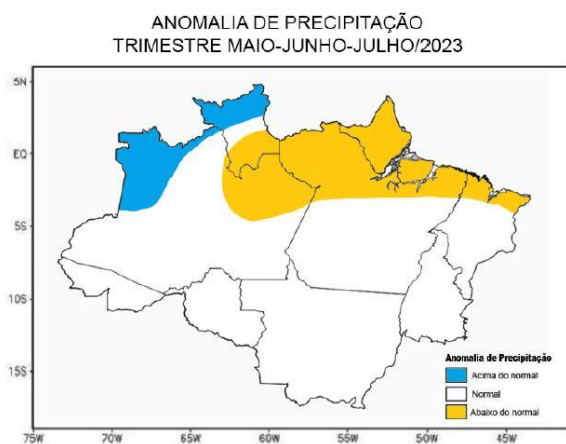 ANOMALIA DE PRECIPITAÇÃO
TRIMESTRE MAIO-JUNHO-JULHO/2023
5N
EQ
5S
10S
15S
75W
70W
65W
60W
55W
50W
45W
Anomalia de Precipitação
Acima do normal
Normal
Abaixo do normal